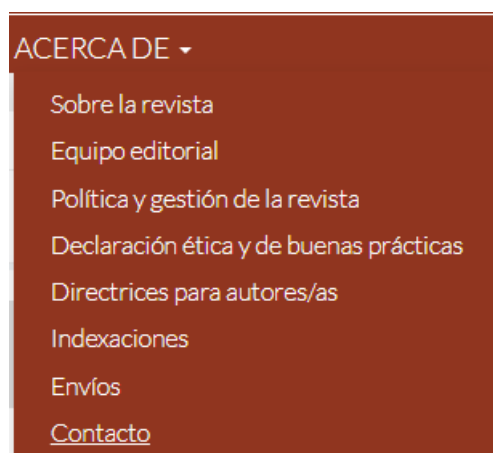 ACERCA DE
Sobre la revista
Equipo editorial
Política y gestión de la revista
Declaración ética y de buenas prácticas
Directrices para autores/as
Indexaciones
Envíos
Contacto